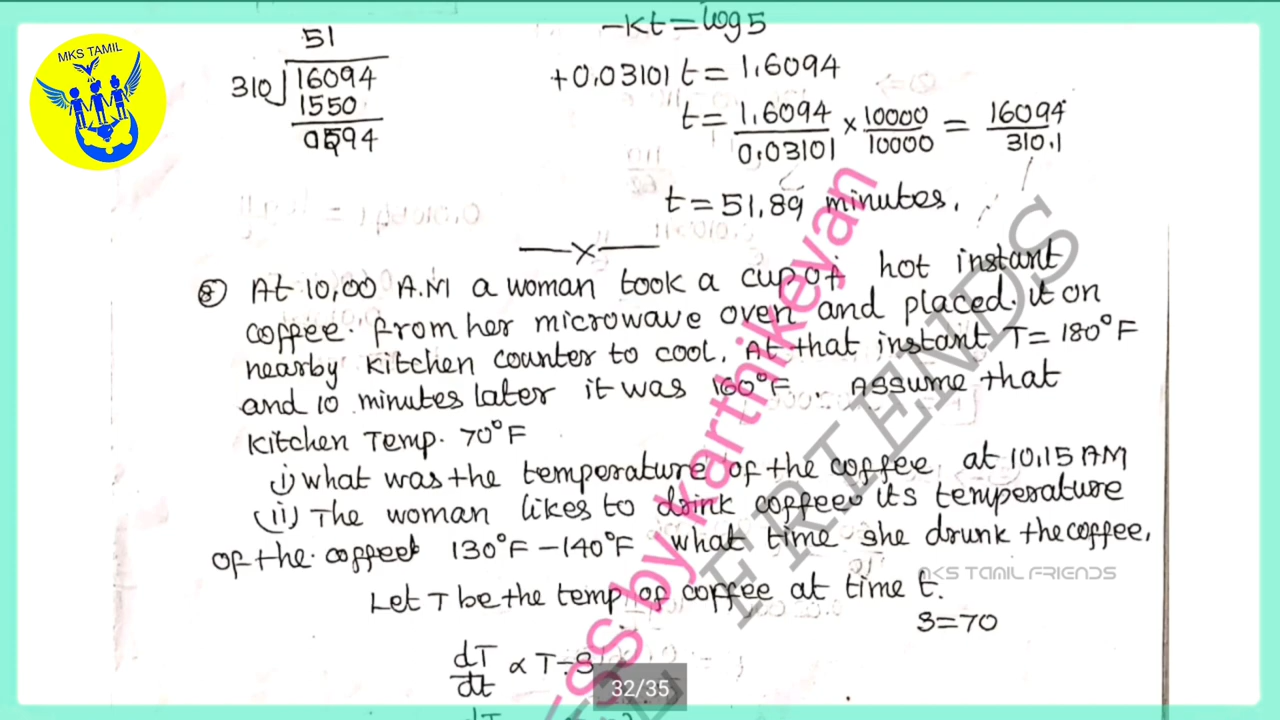 MKS TAMIL
-Kt = log 5
51
310 ) 16094
1550
0594
+0.03101 t = 1.6094
t = 1.6094/0.03101 × 10000/10000 = 16094/310.1
t = 51.89 minutes.
—×—
⑧ At 10.00 A.M a woman took a cup of hot instant
coffee from her microwave oven and placed it on
nearby kitchen counter to cool. At that instant T = 180°F
and 10 minutes later it was 160°F. Assume that
kitchen Temp. 70°F
i) what was the temperature of the coffee at 10.15 AM
(ii) The woman likes to drink coffee its temperature
of the coffee 130°F - 140°F what time she drunk the coffee.
MKS TAMIL FRIENDS
Let T be the temp of coffee at time t.
S = 70
dT/dt ∝ T-S
32/35
by karthikeyan
FRIENDS